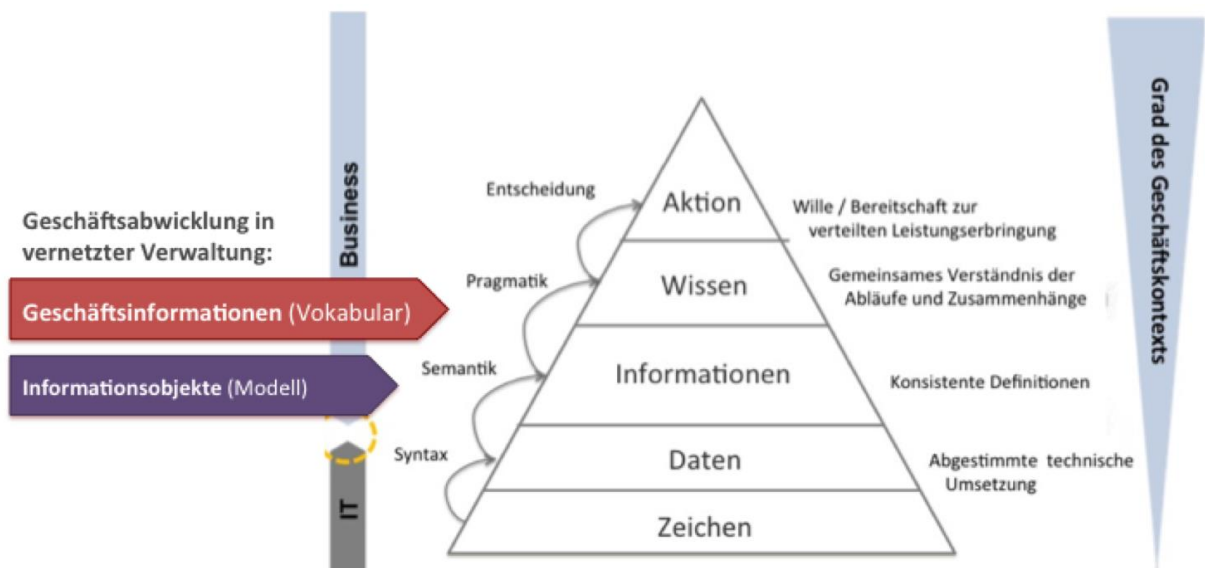 Geschäftsabwicklung in
vernetzter Verwaltung:
Geschäftsinformationen (Vokabular)
Informationsobjekte (Modell)
Business
IT
Entscheidung
Pragmatik
Semantik
Syntax
Aktion
Wissen
Informationen
Daten
Zeichen
Wille / Bereitschaft zur
verteilten Leistungserbringung
Gemeinsames Verständnis der
Abläufe und Zusammenhänge
Konsistente Definitionen
Abgestimmte technische
Umsetzung
Grad des Geschäftskontexts